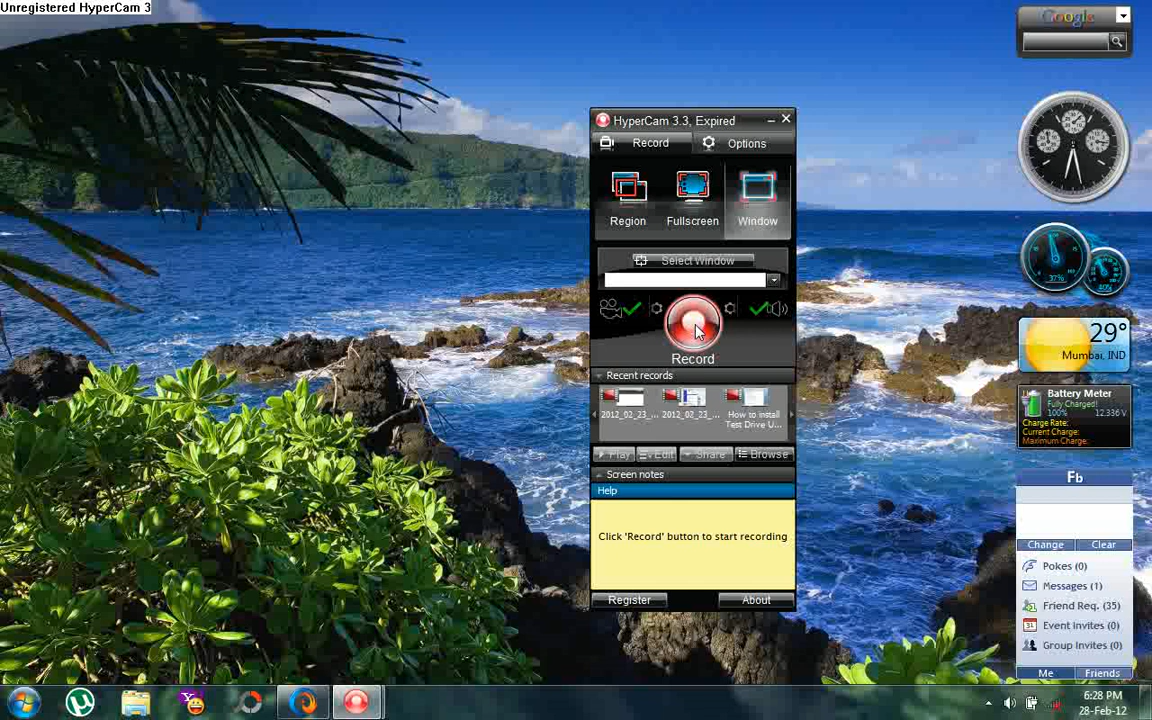 Unregistered HyperCam 3
Google
HyperCam 3.3, Expired
Record
Options
Region
Fullscreen
Window
Select Window
Record
Recent records
2012_02_23_...
2012_02_23_...
How to install
Test Drive U...
Play
Edit
Share
Browse
Screen notes
Help
Click 'Record' button to start recording
Register
About
37%
40%
29°
Mumbai, IND
Battery Meter
Fully Charged!
100%
12.336 V
Charge Rate:
Current Charge:
Maximum Charge:
Fb
Change
Clear
Pokes (0)
Messages (1)
Friend Req. (35)
Event Invites (0)
Group Invites (0)
Me
Friends
6:28 PM
28-Feb-12